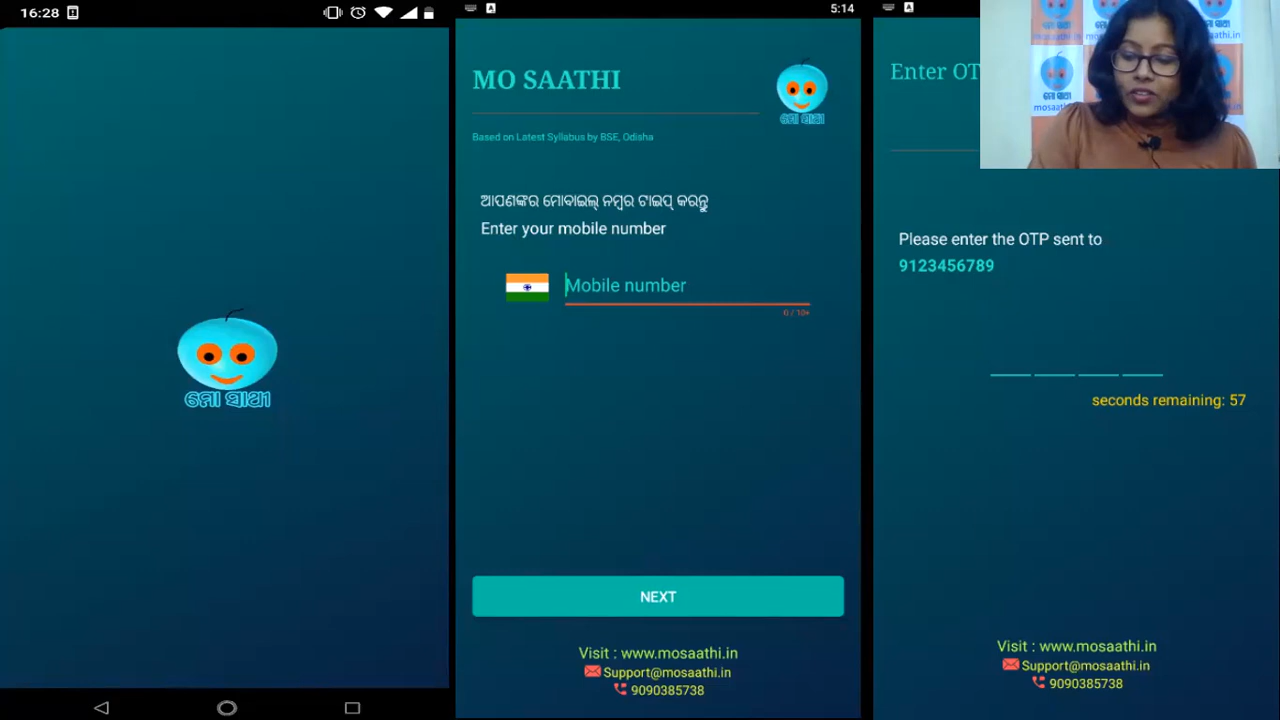 16:28
ମୋ ସାଥୀ
5:14
MO SAATHI
ମୋ ସାଥୀ
Based on Latest Syllabus by BSE, Odisha
ଆପଣଙ୍କର ମୋବାଇଲ୍ ନମ୍ବର ଟାଇପ୍ କରନ୍ତୁ
Enter your mobile number
Mobile number
0 / 10+
NEXT
Visit : www.mosaathi.in
Support@mosaathi.in
9090385738
Enter OT
Please enter the OTP sent to
9123456789
seconds remaining: 57
Visit : www.mosaathi.in
Support@mosaathi.in
9090385738
mosaathi.in
ମୋ ସାଥୀ